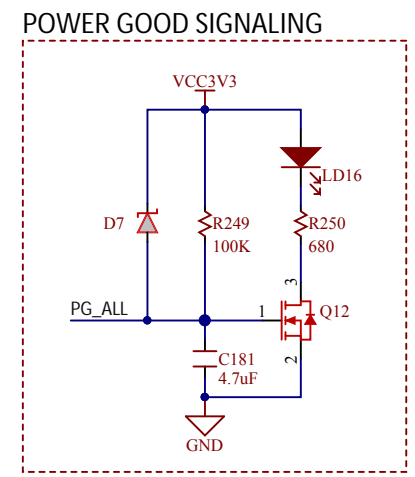 POWER GOOD SIGNALING
VCC3V3
LD16
D7
R249
100K
R250
680
3
PG_ALL
1
Q12
2
C181
4.7uF
GND